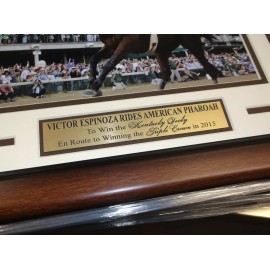 VICTOR ESPINOZA RIDES AMERICAN PHAROAH
To Win the Kentucky Derby
En Route to Winning the Triple Crown in 2015